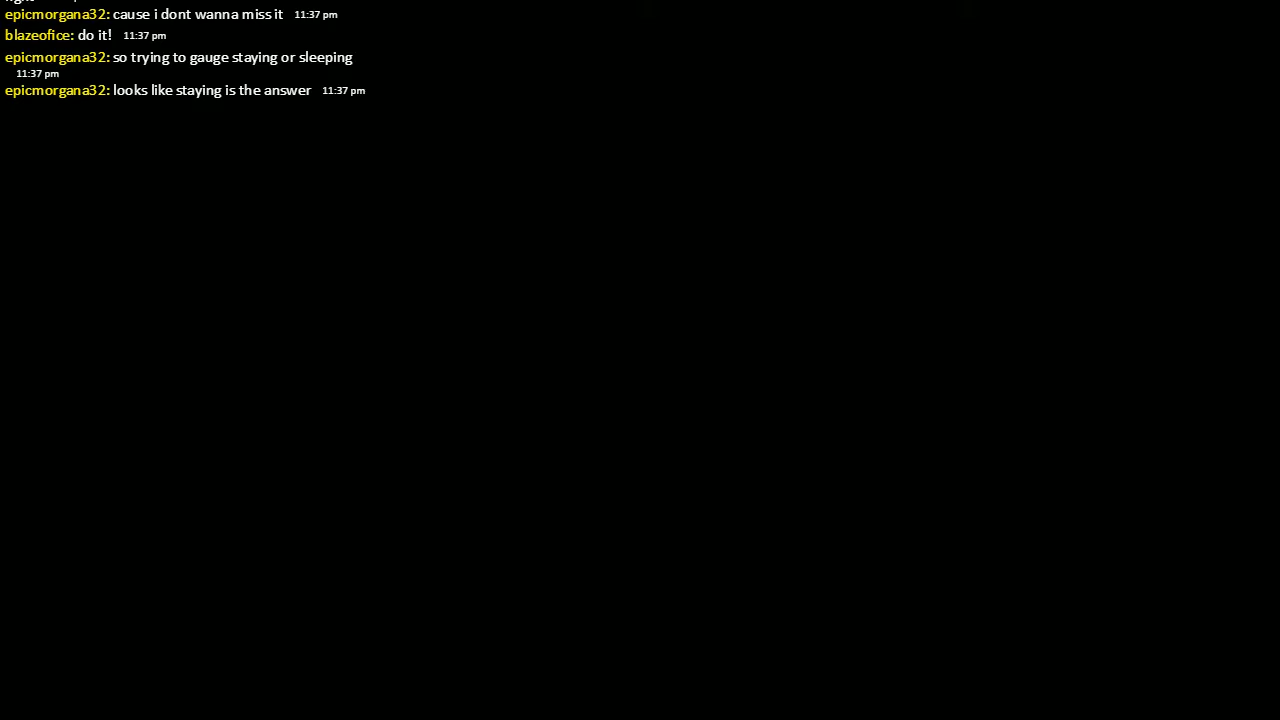 epicmorgana32: cause i dont wanna miss it 11:37 pm
blazeofice: do it! 11:37 pm
epicmorgana32: so trying to gauge staying or sleeping
11:37 pm
epicmorgana32: looks like staying is the answer 11:37 pm